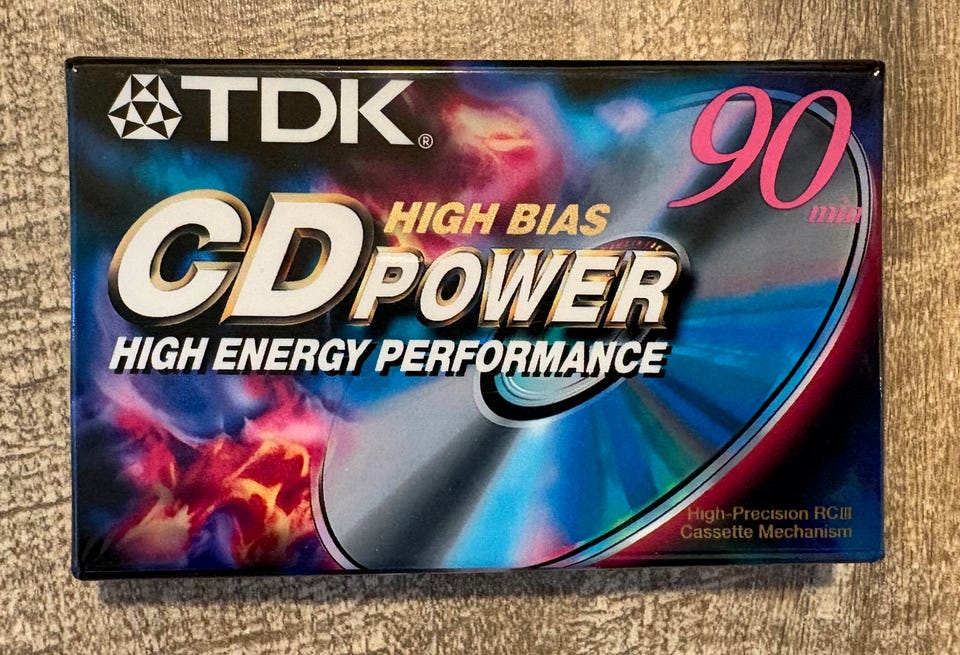 TDK®
90 min
HIGH BIAS
CD POWER
HIGH ENERGY PERFORMANCE
High-Precision RCIII
Cassette Mechanism